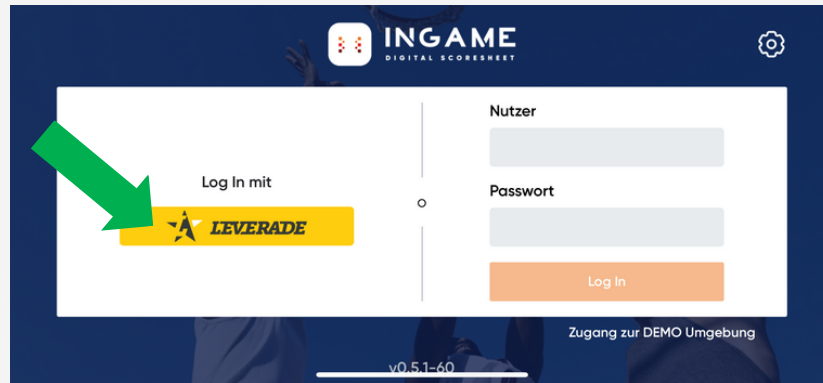 INGAME
DIGITAL SCORESHEET
Log In mit
LEVERADE
o
Nutzer
Passwort
Log In
Zugang zur DEMO Umgebung
v0.5.1-60